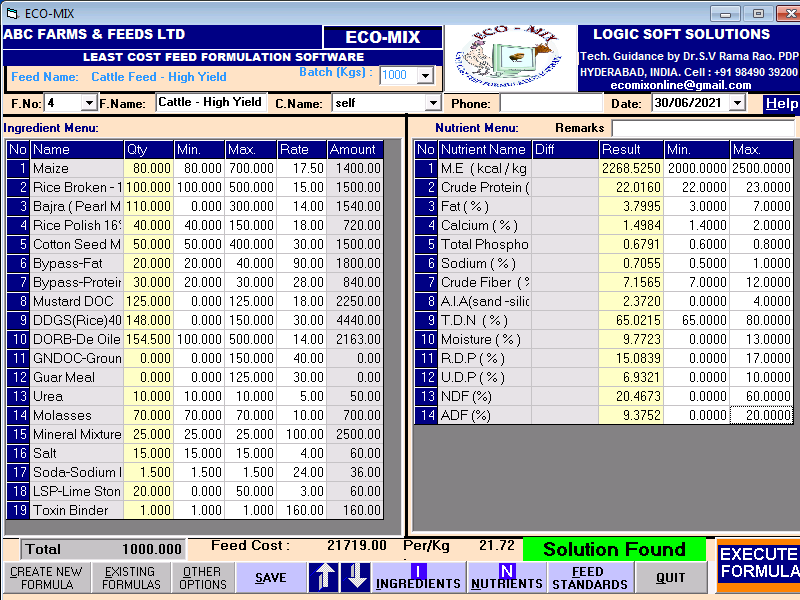 ECO-MIX
ABC FARMS & FEEDS LTD
ECO-MIX
LEAST COST FEED FORMULATION SOFTWARE
Feed Name: Cattle Feed - High Yield Batch (Kgs) : 1000
ECO - MIX
LOGIC SOFT SOLUTIONS
Tech. Guidance by Dr.S.V Rama Rao. PDP
HYDERABAD, INDIA. Cell : +91 98490 39200
ecomixonline@gmail.com
F.No: 4 F.Name: Cattle - High Yield C.Name: self Phone: Date: 30/06/2021 Help
Ingredient Menu:
No Name Qty Min. Max. Rate Amount
1 Maize 80.000 80.000 700.000 17.50 1400.00
2 Rice Broken - 1 100.000 100.000 500.000 15.00 1500.00
3 Bajra ( Pearl M 110.000 0.000 300.000 14.00 1540.00
4 Rice Polish 16% 40.000 40.000 150.000 18.00 720.00
5 Cotton Seed M 50.000 50.000 400.000 30.00 1500.00
6 Bypass-Fat 20.000 20.000 40.000 90.00 1800.00
7 Bypass-Protein 30.000 20.000 30.000 28.00 840.00
8 Mustard DOC 125.000 0.000 125.000 18.00 2250.00
9 DDGS(Rice)40 148.000 0.000 150.000 30.00 4440.00
10 DORB-De Oile 154.500 100.000 500.000 14.00 2163.00
11 GNDOC-Groun 0.000 0.000 150.000 40.00 0.00
12 Guar Meal 0.000 0.000 125.000 30.00 0.00
13 Urea 10.000 10.000 10.000 5.00 50.00
14 Molasses 70.000 70.000 70.000 10.00 700.00
15 Mineral Mixture 25.000 25.000 25.000 100.00 2500.00
16 Salt 15.000 15.000 15.000 4.00 60.00
17 Soda-Sodium 1.500 1.500 1.500 24.00 36.00
18 LSP-Lime Ston 20.000 0.000 50.000 3.00 60.00
19 Toxin Binder 1.000 1.000 1.000 160.00 160.00
Nutrient Menu: Remarks
No Nutrient Name Diff Result Min. Max.
1 M.E ( kcal / kg 2268.5250 2000.0000 2500.0000
2 Crude Protein ( 22.0160 22.0000 23.0000
3 Fat ( % ) 3.7995 3.0000 7.0000
4 Calcium ( % ) 1.4984 1.4000 2.0000
5 Total Phospho 0.6791 0.6000 0.8000
6 Sodium ( % ) 0.7055 0.5000 1.0000
7 Crude Fiber ( % 7.1565 7.0000 12.0000
8 A.I.A(sand -silic 2.3720 0.0000 4.0000
9 T.D.N ( % ) 65.0215 65.0000 80.0000
10 Moisture ( % ) 9.7723 0.0000 13.0000
11 R.D.P ( % ) 15.0839 0.0000 17.0000
12 U.D.P ( % ) 6.9321 0.0000 10.0000
13 NDF (%) 20.4673 0.0000 60.0000
14 ADF (%) 9.3752 0.0000 20.0000
Total 1000.000 Feed Cost : 21719.00 Per/Kg 21.72 Solution Found
CREATE NEW FORMULA
EXISTING FORMULAS
OTHER OPTIONS
SAVE
I
INGREDIENTS
N
NUTRIENTS
FEED STANDARDS
QUIT
EXECUTE
FORMULA